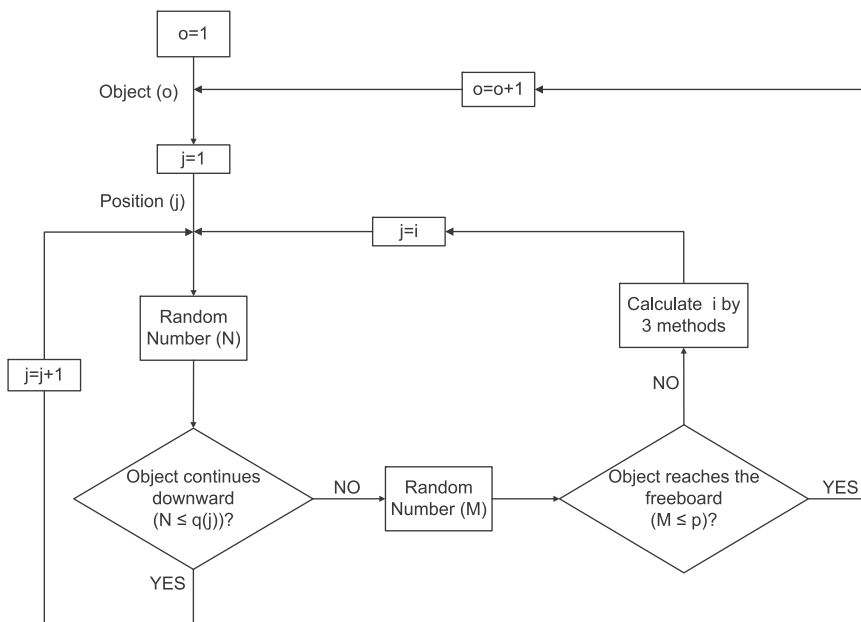 o=1
Object (o)
o=o+1
j=1
Position (j)
j=i
Random
Number (N)
Calculate i by
3 methods
j=j+1
NO
Object continues
downward
(N ≤ q(j))?
NO
Random
Number (M)
Object reaches the
freeboard
(M ≤ p)?
YES
YES